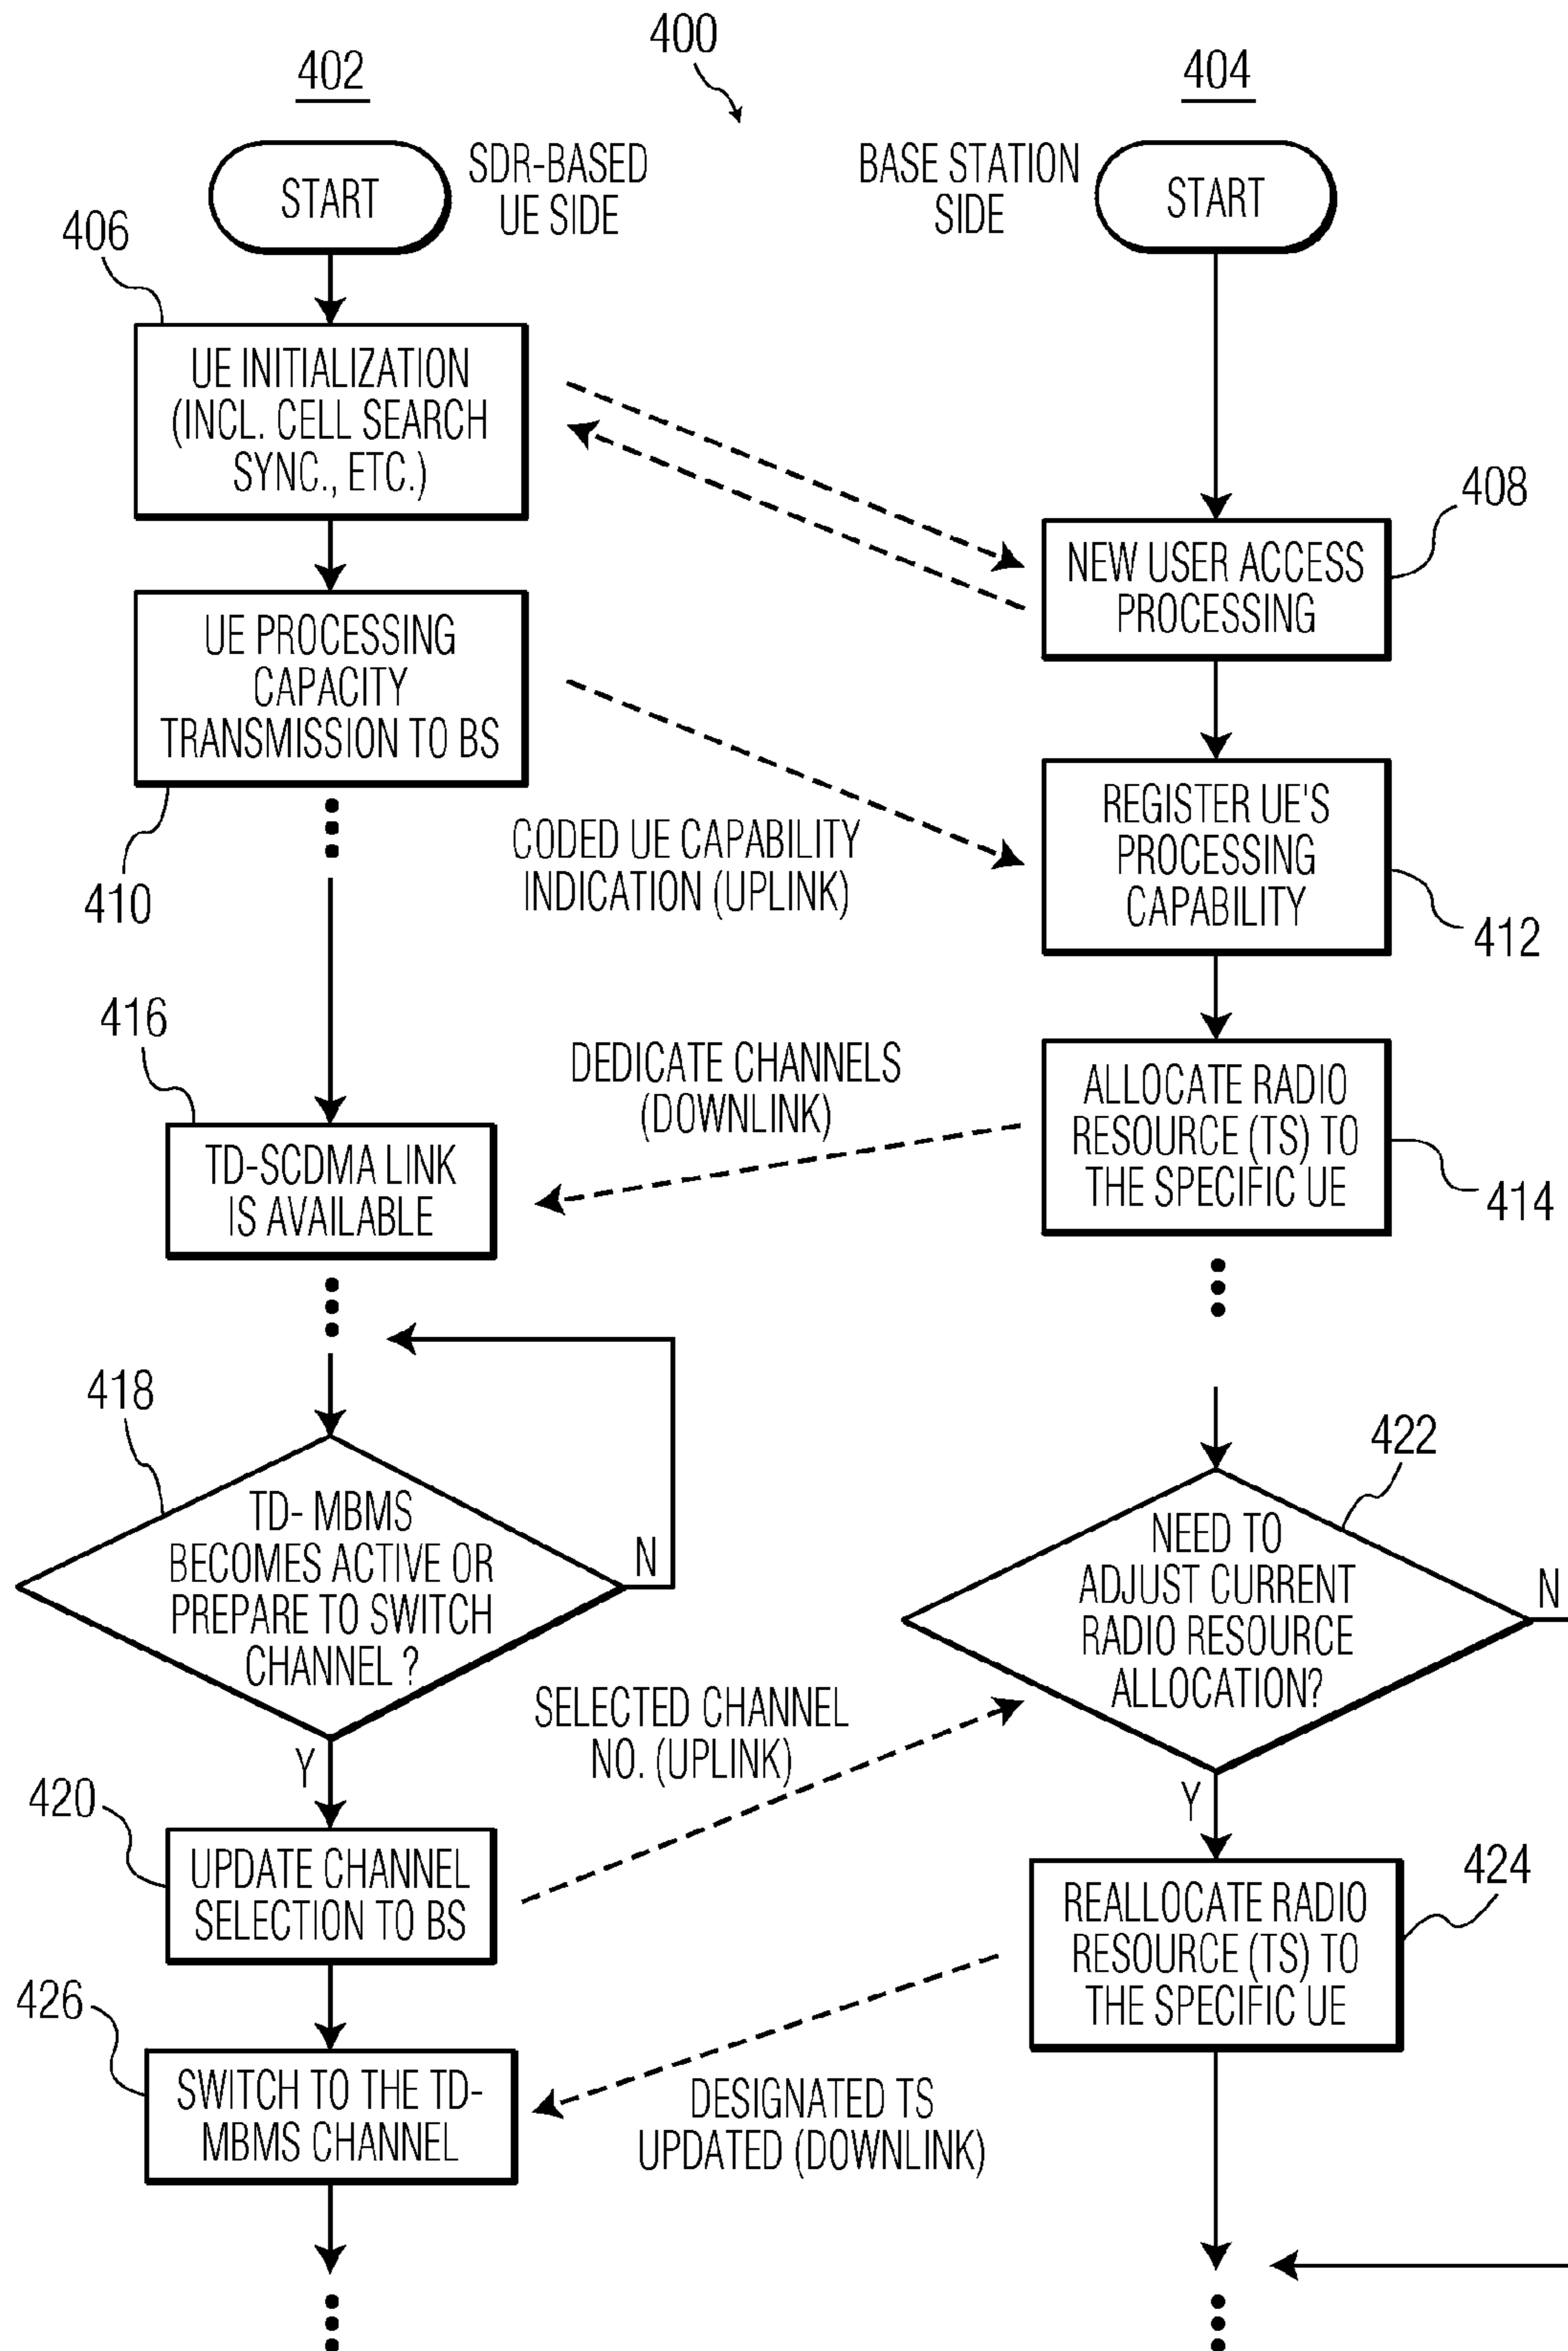 400
402
404
START
SDR-BASED
UE SIDE
BASE STATION
SIDE
START
406
UE INITIALIZATION
(INCL. CELL SEARCH
SYNC., ETC.)
408
NEW USER ACCESS
PROCESSING
UE PROCESSING
CAPACITY
TRANSMISSION TO BS
410
CODED UE CAPABILITY
INDICATION (UPLINK)
REGISTER UE'S
PROCESSING
CAPABILITY
412
416
DEDICATE CHANNELS
(DOWNLINK)
ALLOCATE RADIO
RESOURCE (TS) TO
THE SPECIFIC UE
414
TD-SCDMA LINK
IS AVAILABLE
418
TD- MBMS
BECOMES ACTIVE OR
PREPARE TO SWITCH
CHANNEL ?
N
Y
422
NEED TO
ADJUST CURRENT
RADIO RESOURCE
ALLOCATION?
N
Y
SELECTED CHANNEL
NO. (UPLINK)
420
UPDATE CHANNEL
SELECTION TO BS
424
REALLOCATE RADIO
RESOURCE (TS) TO
THE SPECIFIC UE
426
SWITCH TO THE TD-
MBMS CHANNEL
DESIGNATED TS
UPDATED (DOWNLINK)